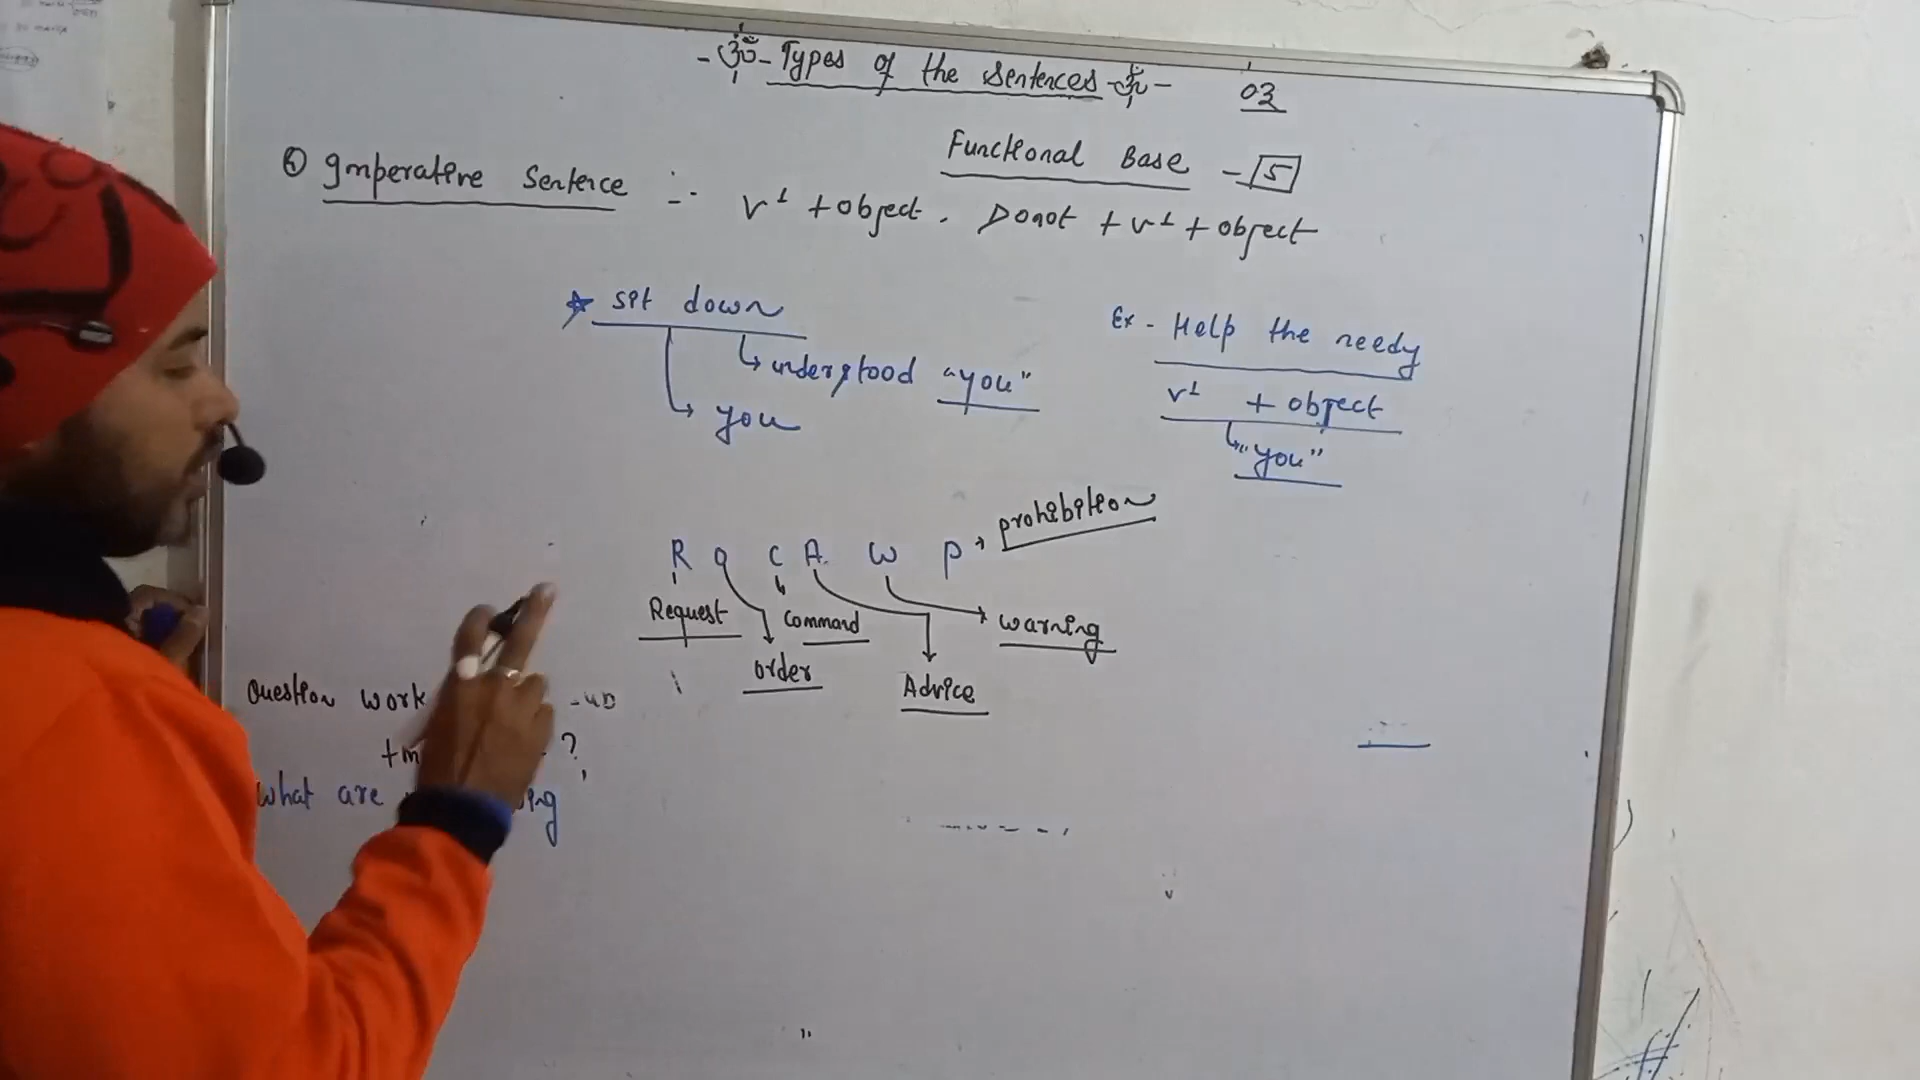 -ॐ- Types of the Sentences -ॐ- 03
Functional Base - 5
Imperative Sentence :- V¹ + object . Donot + V¹ + object
* Sit down
understood "you"
you
Ex - Help the needy
V¹ + object
"you"
R O C A W P → prohibition
Request
Command
warning
order
Advice
Question work
?
What are